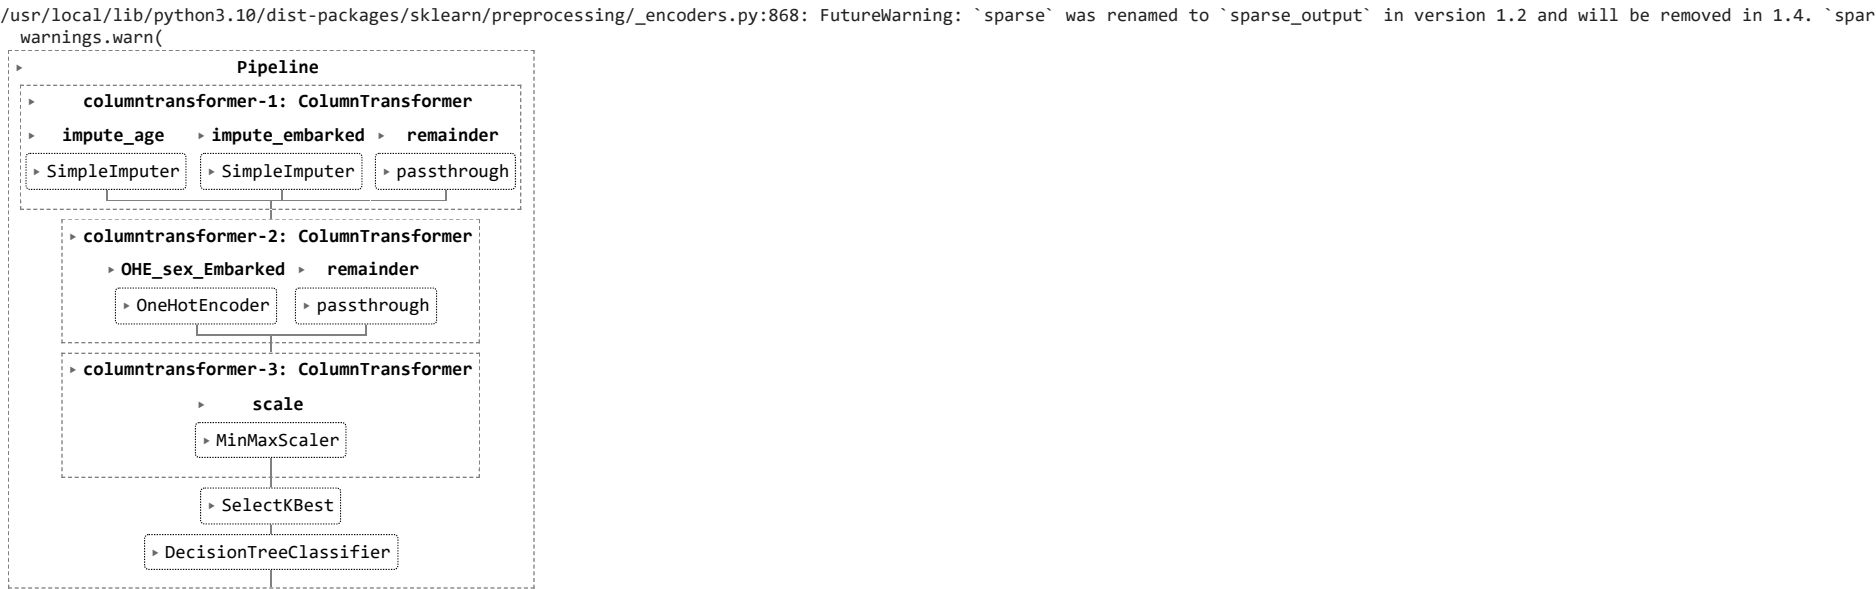 /usr/local/lib/python3.10/dist-packages/sklearn/preprocessing/_encoders.py:868: FutureWarning: `sparse` was renamed to `sparse_output` in version 1.2 and will be removed in 1.4. `spar
warnings.warn(
Pipeline
columntransformer-1: ColumnTransformer
impute_age impute_embarked remainder
SimpleImputer SimpleImputer passthrough
columntransformer-2: ColumnTransformer
OHE_sex_Embarked remainder
OneHotEncoder passthrough
columntransformer-3: ColumnTransformer
scale
MinMaxScaler
SelectKBest
DecisionTreeClassifier